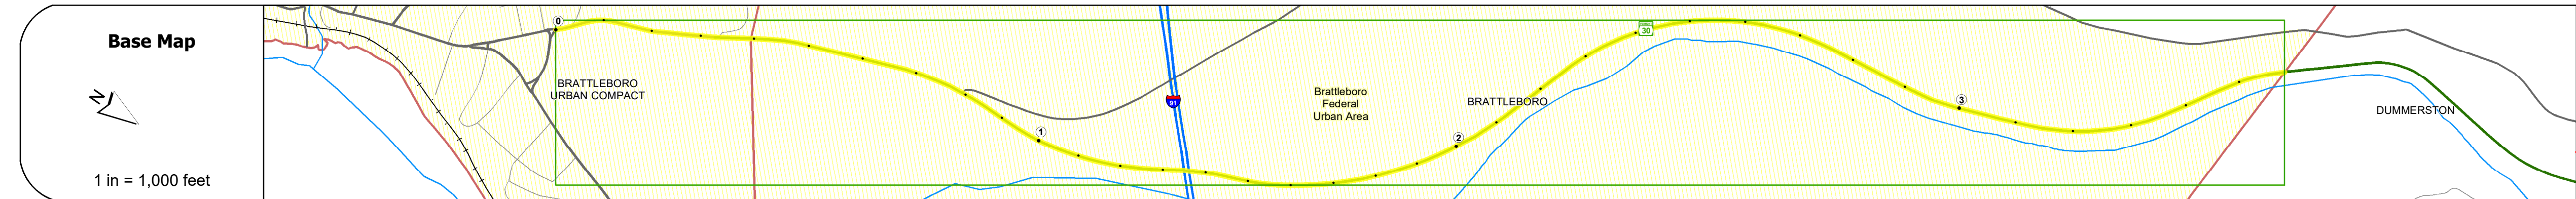 Base Map
N
1 in = 1,000 feet
0
BRATTLEBORO
URBAN COMPACT
1
91
Brattleboro
Federal
Urban Area
2
BRATTLEBORO
30
3
DUMMERSTON